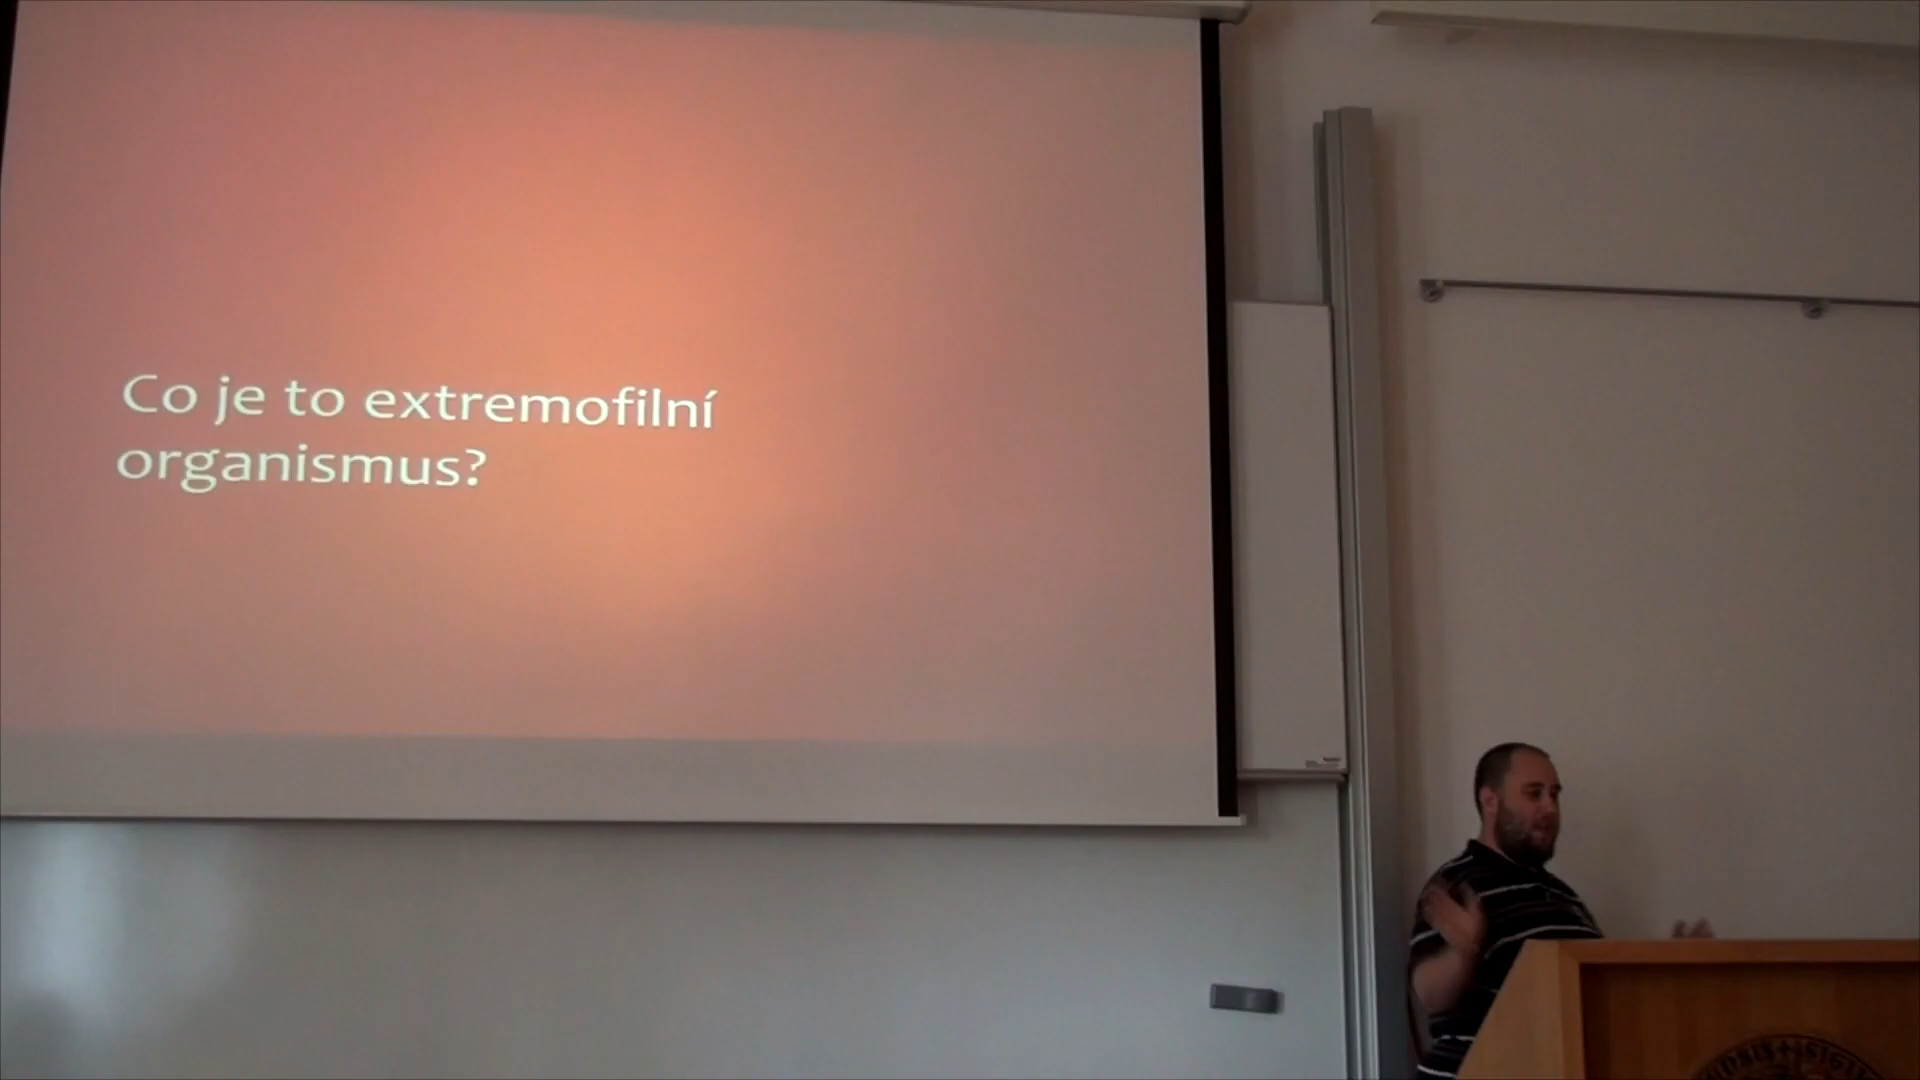 Co je to extremofilní
organismus?